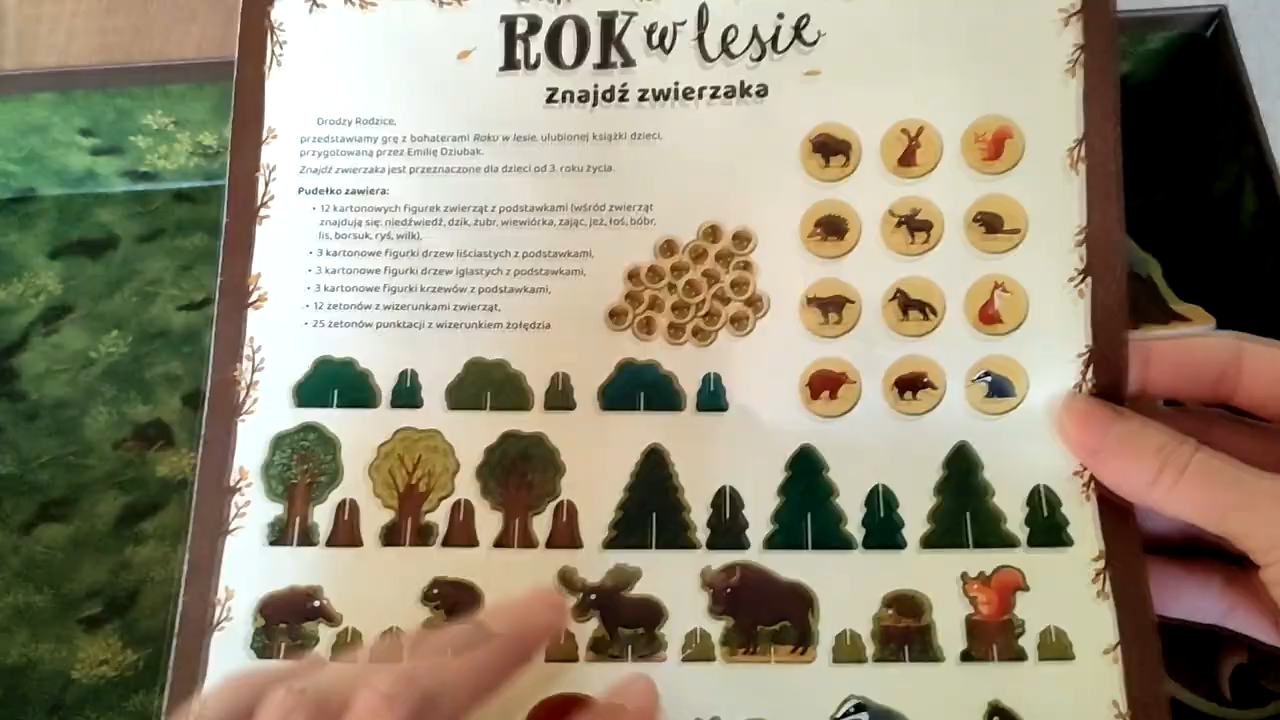 ROK w lesie
Znajdź zwierzaka
Drodzy Rodzice,
przedstawiamy grę z bohaterami Roku w lesie, ulubionej książki dzieci,
przygotowaną przez Emilię Dziubak.
Znajdź zwierzaka jest przeznaczone dla dzieci od 3. roku życia.
Pudełko zawiera:
• 12 kartonowych figurek zwierząt z podstawkami (wśród zwierząt
znajdują się: niedźwiedź, dzik, żubr, wiewiórka, zając, jeż, łoś, bóbr,
lis, borsuk, ryś, wilk),
• 3 kartonowe figurki drzew liściastych z podstawkami,
• 3 kartonowe figurki drzew iglastych z podstawkami,
• 3 kartonowe figurki krzewów z podstawkami,
• 12 żetonów z wizerunkami zwierząt,
• 25 żetonów punktacji z wizerunkiem żołędzia